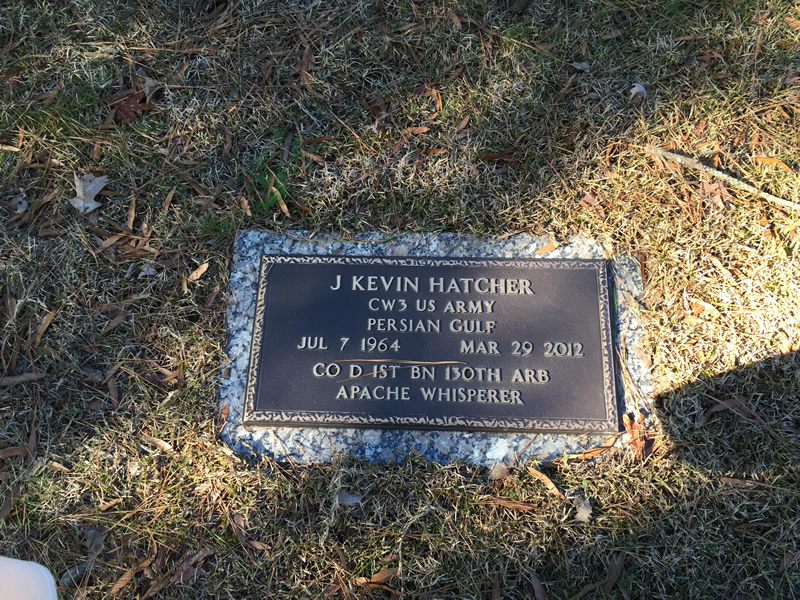 J KEVIN HATCHER
CW3 US ARMY
PERSIAN GULF
JUL 7 1964 MAR 29 2012
CO D 1ST BN 130TH ARB
APACHE WHISPERER